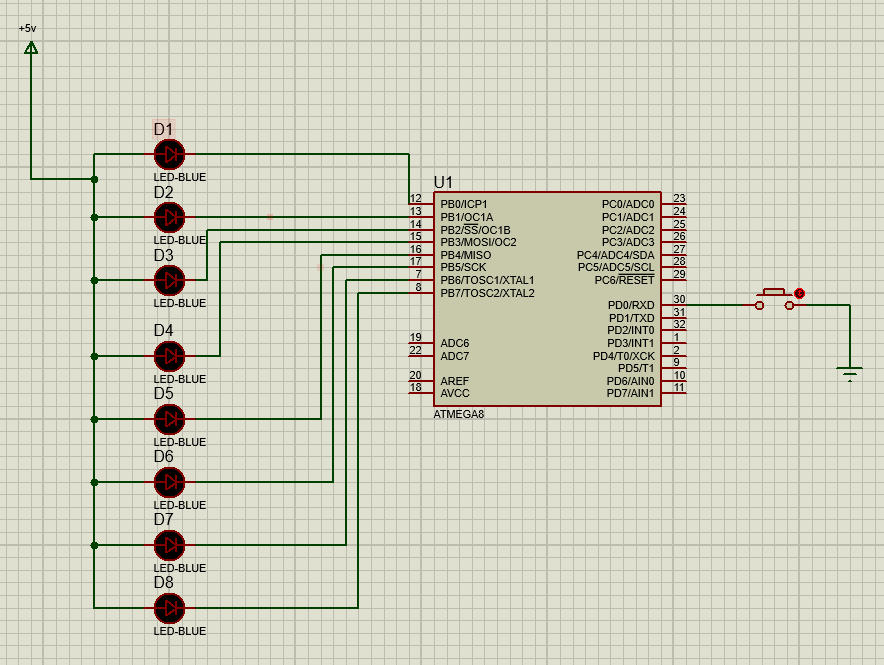 +5v
D1
LED-BLUE
D2
LED-BLUE
D3
LED-BLUE
D4
LED-BLUE
D5
LED-BLUE
D6
LED-BLUE
D7
LED-BLUE
D8
LED-BLUE
U1
12 PB0/ICP1 PC0/ADC0 23
13 PB1/OC1A PC1/ADC1 24
14 PB2/SS/OC1B PC2/ADC2 25
15 PB3/MOSI/OC2 PC3/ADC3 26
16 PB4/MISO PC4/ADC4/SDA 27
17 PB5/SCK PC5/ADC5/SCL 28
7 PB6/TOSC1/XTAL1 PC6/RESET 29
8 PB7/TOSC2/XTAL2
PD0/RXD 30
PD1/TXD 31
PD2/INT0 32
19 ADC6 PD3/INT1 1
22 ADC7 PD4/T0/XCK 2
PD5/T1 9
20 AREF PD6/AIN0 10
18 AVCC PD7/AIN1 11
ATMEGA8